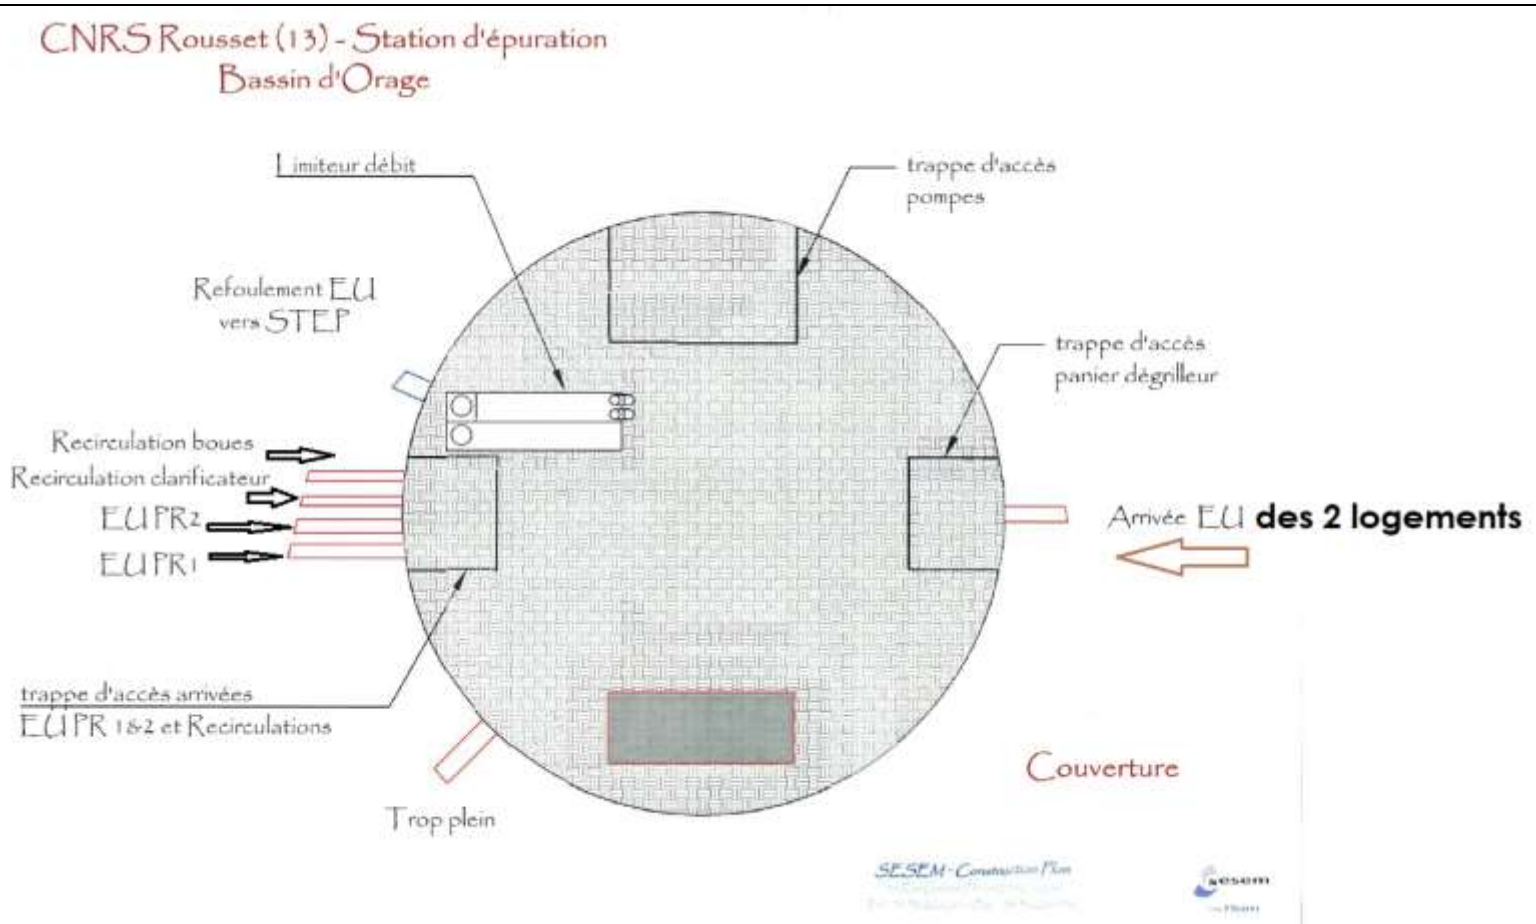 CNRS Rousset (13) - Station d'épuration
Bassin d'Orage
Limiteur débit
trappe d'accès
pompes
Refoulement EU
vers STEP
trappe d'accès
panier dégrilleur
Recirculation boues
Recirculation clarificateur
EU PR2
EU PR1
Arrivée EU des 2 logements
trappe d'accès arrivées
EU PR 1&2 et Recirculations
Trop plein
Couverture
SESEM - Construction Plan
sesem